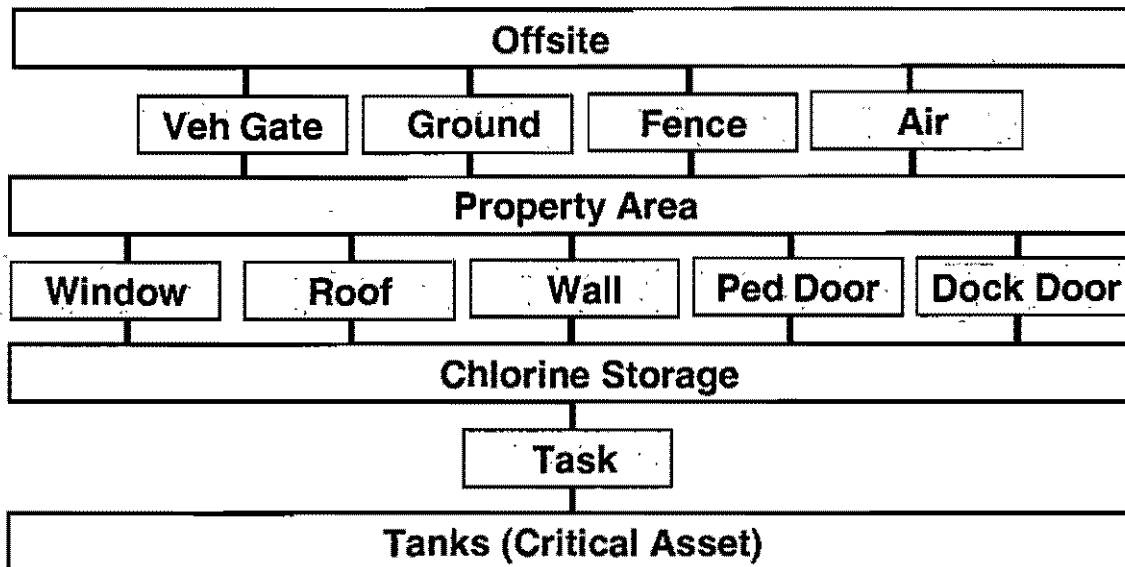 Offsite
Veh Gate Ground Fence Air
Property Area
Window Roof Wall Ped Door Dock Door
Chlorine Storage
Task
Tanks (Critical Asset)